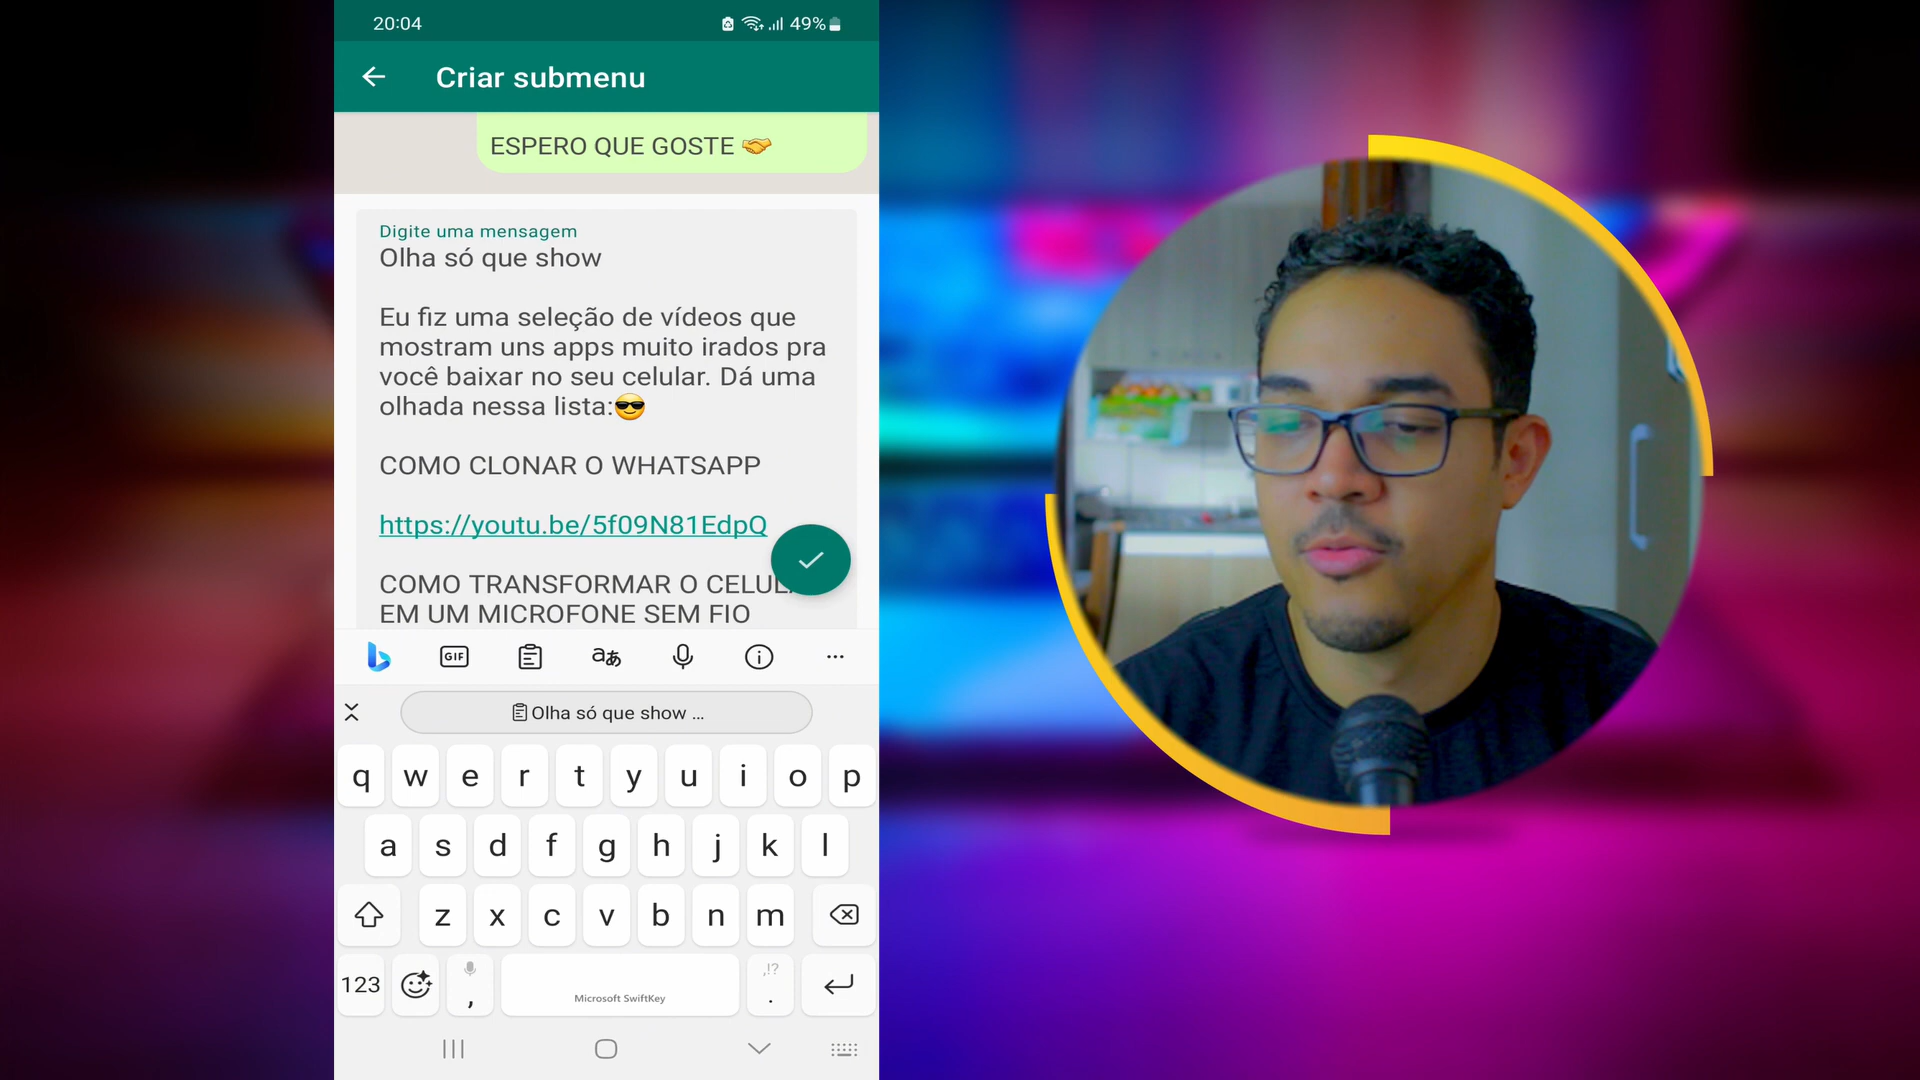 20:04
49%
Criar submenu
ESPERO QUE GOSTE 🤝
Digite uma mensagem
Olha só que show
Eu fiz uma seleção de vídeos que
mostram uns apps muito irados pra
você baixar no seu celular. Dá uma
olhada nessa lista:😎
COMO CLONAR O WHATSAPP
https://youtu.be/5f09N81EdpQ
COMO TRANSFORMAR O
EM UM MICROFONE SEM FIO
GIF
aあ
Olha só que show ...
q w e r t y u i o p
a s d f g h j k l
z x c v b n m
123 , Microsoft SwiftKey ,!? .